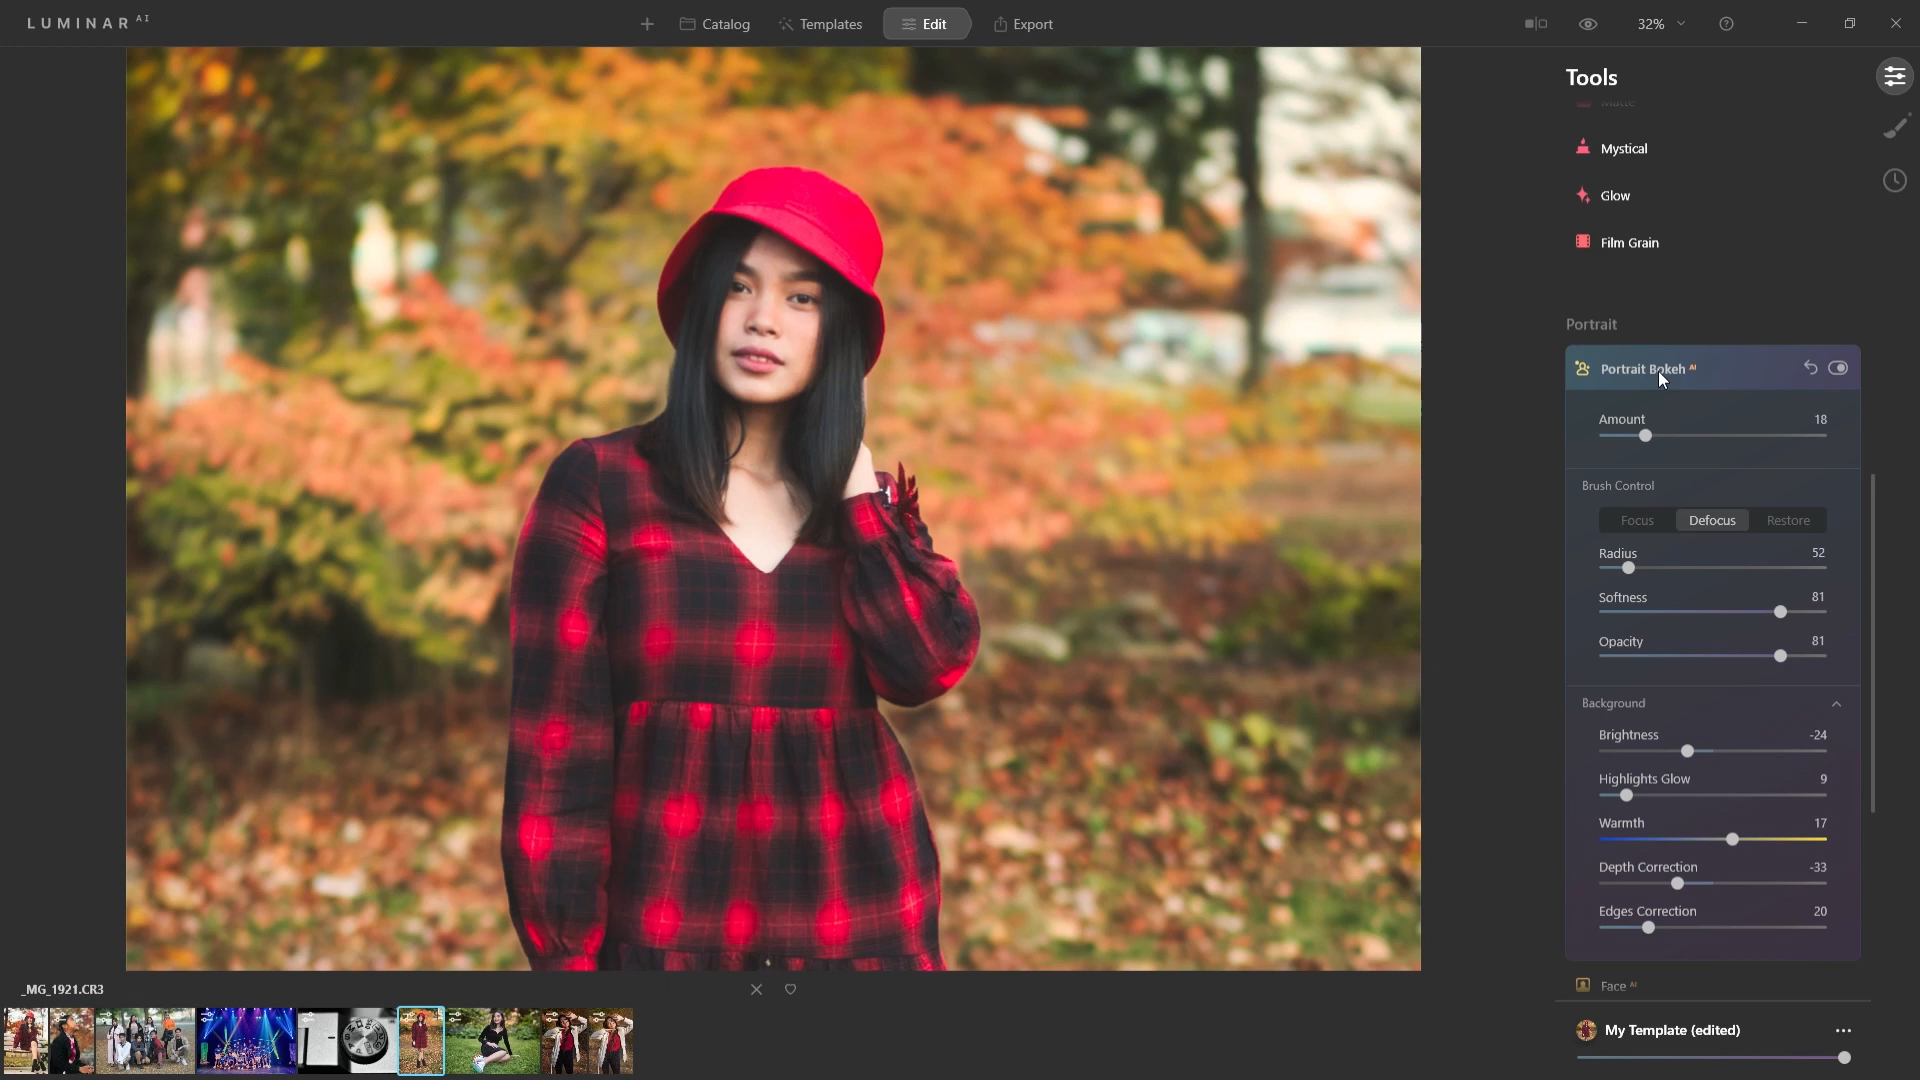 LUMINAR AI
Catalog
Templates
Edit
Export
32%
Tools
Matte
Mystical
Glow
Film Grain
Portrait
Portrait Bokeh AI
Amount 18
Brush Control
Focus Defocus Restore
Radius 52
Softness 81
Opacity 81
Background
Brightness -24
Highlights Glow 9
Warmth 17
Depth Correction -33
Edges Correction 20
Face AI
_MG_1921.CR3
My Template (edited)